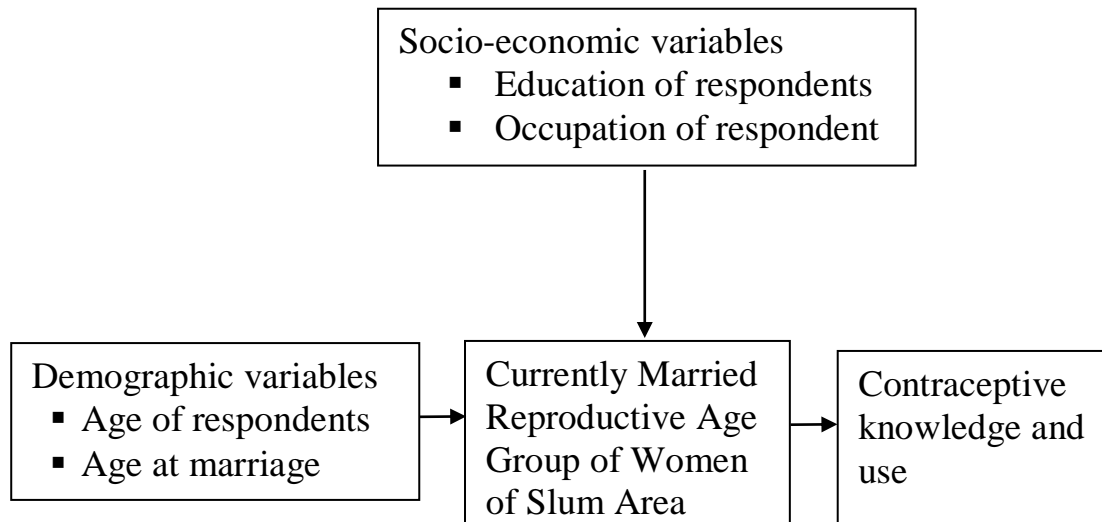 Socio-economic variables
▪ Education of respondents
▪ Occupation of respondent
Demographic variables
▪ Age of respondents
▪ Age at marriage
Currently Married
Reproductive Age
Group of Women
of Slum Area
Contraceptive
knowledge and
use